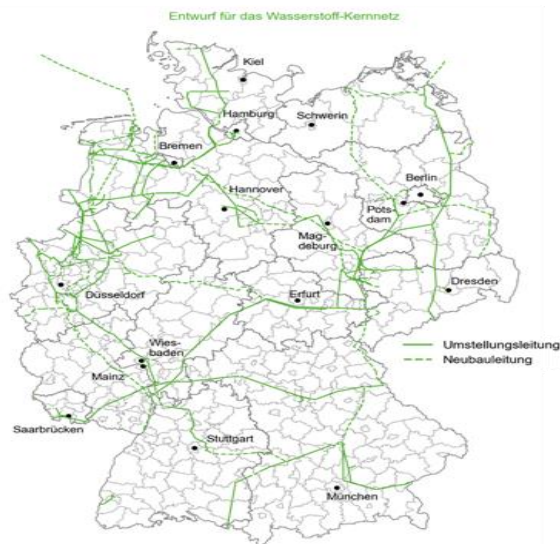 Entwurf für das Wasserstoff-Kernnetz
Kiel
Hamburg
Schwerin
Bremen
Berlin
Hannover
Pots-
dam
Mag-
deburg
Düsseldorf
Erfurt
Dresden
Wies-
baden
Umstellungsleitung
Neubauleitung
Mainz
Saarbrücken
Stuttgart
München